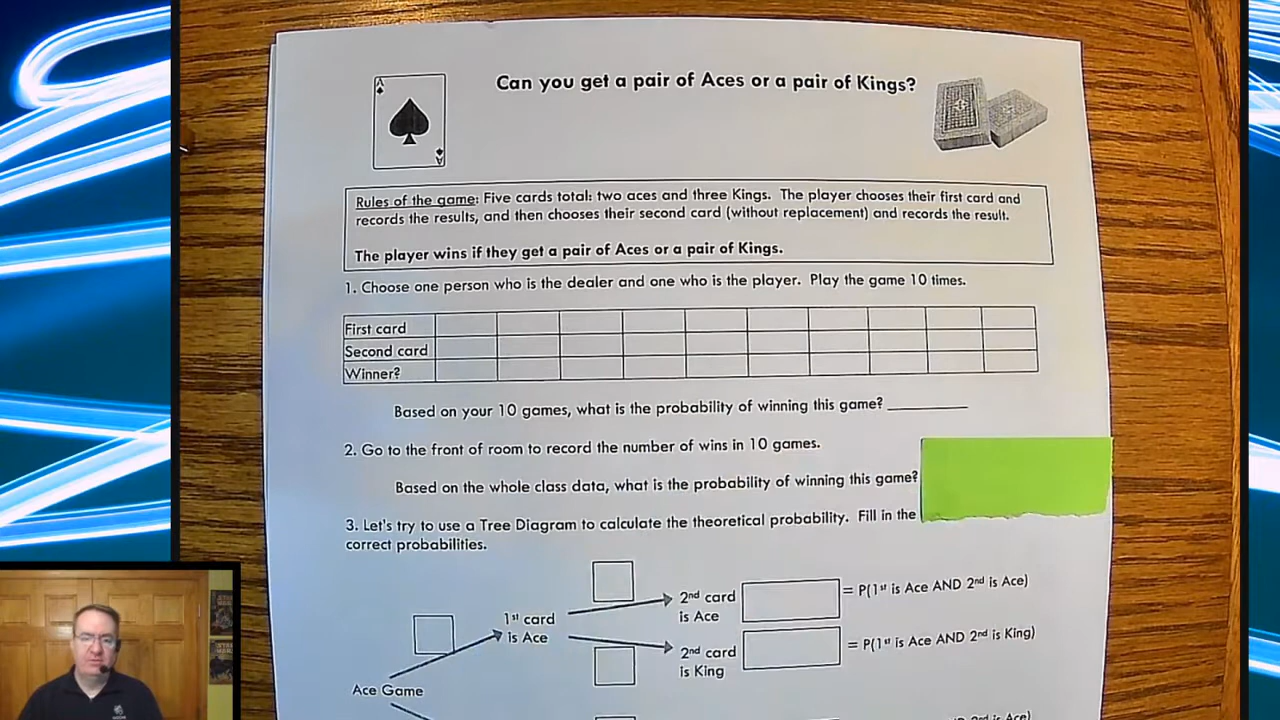 Can you get a pair of Aces or a pair of Kings?
A
A
Rules of the game: Five cards total: two aces and three Kings. The player chooses their first card and
records the results, and then chooses their second card (without replacement) and records the result.
The player wins if they get a pair of Aces or a pair of Kings.
1. Choose one person who is the dealer and one who is the player. Play the game 10 times.
First card
Second card
Winner?
Based on your 10 games, what is the probability of winning this game?
2. Go to the front of room to record the number of wins in 10 games.
Based on the whole class data, what is the probability of winning this game?
3. Let's try to use a Tree Diagram to calculate the theoretical probability. Fill in the
correct probabilities.
1st card
is Ace
2nd card
is Ace
= P(1st is Ace AND 2nd is Ace)
2nd card
is King
= P(1st is Ace AND 2nd is King)
Ace Game